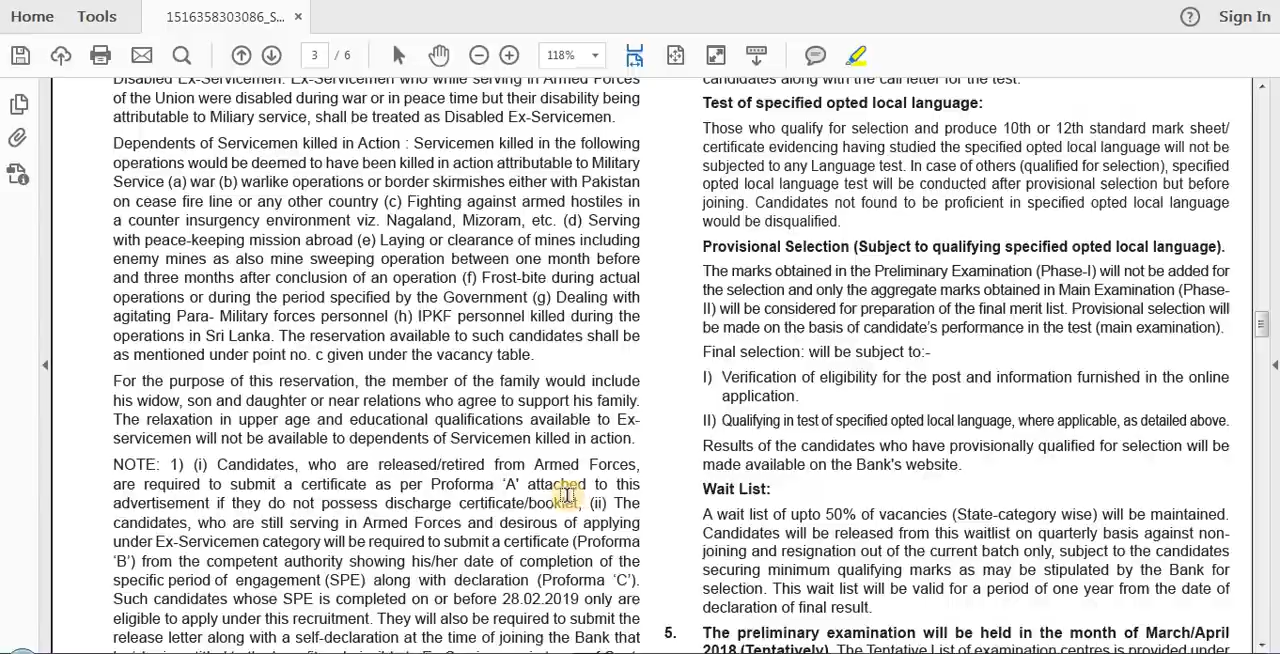 Home Tools 1516358303086_S... × Sign In
3 / 6 118%
Disabled Ex-Servicemen: Ex-Servicemen who while serving in Armed Forces
of the Union were disabled during war or in peace time but their disability being
attributable to Miliary service, shall be treated as Disabled Ex-Servicemen.
Dependents of Servicemen killed in Action : Servicemen killed in the following
operations would be deemed to have been killed in action attributable to Military
Service (a) war (b) warlike operations or border skirmishes either with Pakistan
on cease fire line or any other country (c) Fighting against armed hostiles in
a counter insurgency environment viz. Nagaland, Mizoram, etc. (d) Serving
with peace-keeping mission abroad (e) Laying or clearance of mines including
enemy mines as also mine sweeping operation between one month before
and three months after conclusion of an operation (f) Frost-bite during actual
operations or during the period specified by the Government (g) Dealing with
agitating Para- Military forces personnel (h) IPKF personnel killed during the
operations in Sri Lanka. The reservation available to such candidates shall be
as mentioned under point no. c given under the vacancy table.
For the purpose of this reservation, the member of the family would include
his widow, son and daughter or near relations who agree to support his family.
The relaxation in upper age and educational qualifications available to Ex-
servicemen will not be available to dependents of Servicemen killed in action.
NOTE: 1) (i) Candidates, who are released/retired from Armed Forces,
are required to submit a certificate as per Proforma ‘A’ attached to this
advertisement if they do not possess discharge certificate/booklet, (ii) The
candidates, who are still serving in Armed Forces and desirous of applying
under Ex-Servicemen category will be required to submit a certificate (Proforma
‘B’) from the competent authority showing his/her date of completion of the
specific period of engagement (SPE) along with declaration (Proforma ‘C’).
Such candidates whose SPE is completed on or before 28.02.2019 only are
eligible to apply under this recruitment. They will also be required to submit the
release letter along with a self-declaration at the time of joining the Bank that
candidates along with the call letter for the test.
Test of specified opted local language:
Those who qualify for selection and produce 10th or 12th standard mark sheet/
certificate evidencing having studied the specified opted local language will not be
subjected to any Language test. In case of others (qualified for selection), specified
opted local language test will be conducted after provisional selection but before
joining. Candidates not found to be proficient in specified opted local language
would be disqualified.
Provisional Selection (Subject to qualifying specified opted local language).
The marks obtained in the Preliminary Examination (Phase-I) will not be added for
the selection and only the aggregate marks obtained in Main Examination (Phase-
II) will be considered for preparation of the final merit list. Provisional selection will
be made on the basis of candidate’s performance in the test (main examination).
Final selection: will be subject to:-
I) Verification of eligibility for the post and information furnished in the online
application.
II) Qualifying in test of specified opted local language, where applicable, as detailed above.
Results of the candidates who have provisionally qualified for selection will be
made available on the Bank's website.
Wait List:
A wait list of upto 50% of vacancies (State-category wise) will be maintained.
Candidates will be released from this waitlist on quarterly basis against non-
joining and resignation out of the current batch only, subject to the candidates
securing minimum qualifying marks as may be stipulated by the Bank for
selection. This wait list will be valid for a period of one year from the date of
declaration of final result.
5. The preliminary examination will be held in the month of March/April
2018 (Tentatively). The Tentative List of examination centres is provided under